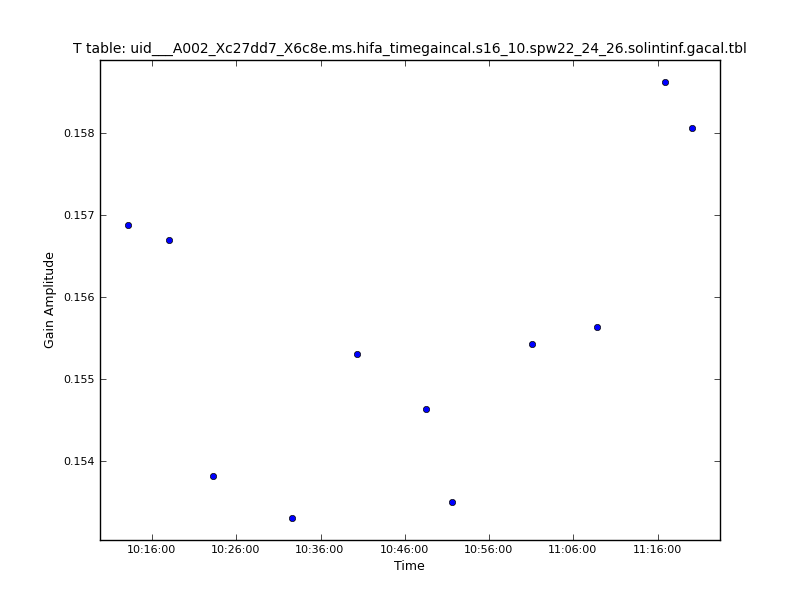 T table: uid___A002_Xc27dd7_X6c8e.ms.hifa_timegaincal.s16_10.spw22_24_26.solintinf.gacal.tbl
0.158
0.157
0.156
0.155
0.154
Gain Amplitude
10:16:00 10:26:00 10:36:00 10:46:00 10:56:00 11:06:00 11:16:00
Time